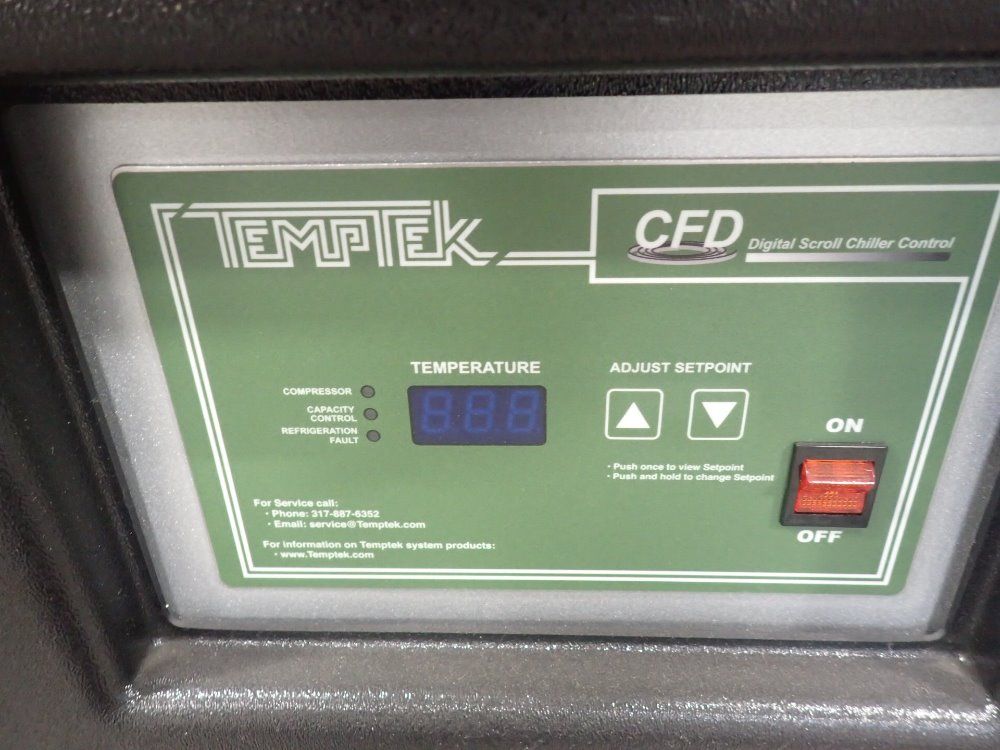 TEMPTEK
CFD Digital Scroll Chiller Control
TEMPERATURE
ADJUST SETPOINT
COMPRESSOR
CAPACITY
CONTROL
REFRIGERATION
FAULT
888
• Push once to view Setpoint
• Push and hold to change Setpoint
ON
OFF
For Service call:
• Phone: 317-887-6352
• Email: service@Temptek.com
For information on Temptek system products:
• www.Temptek.com